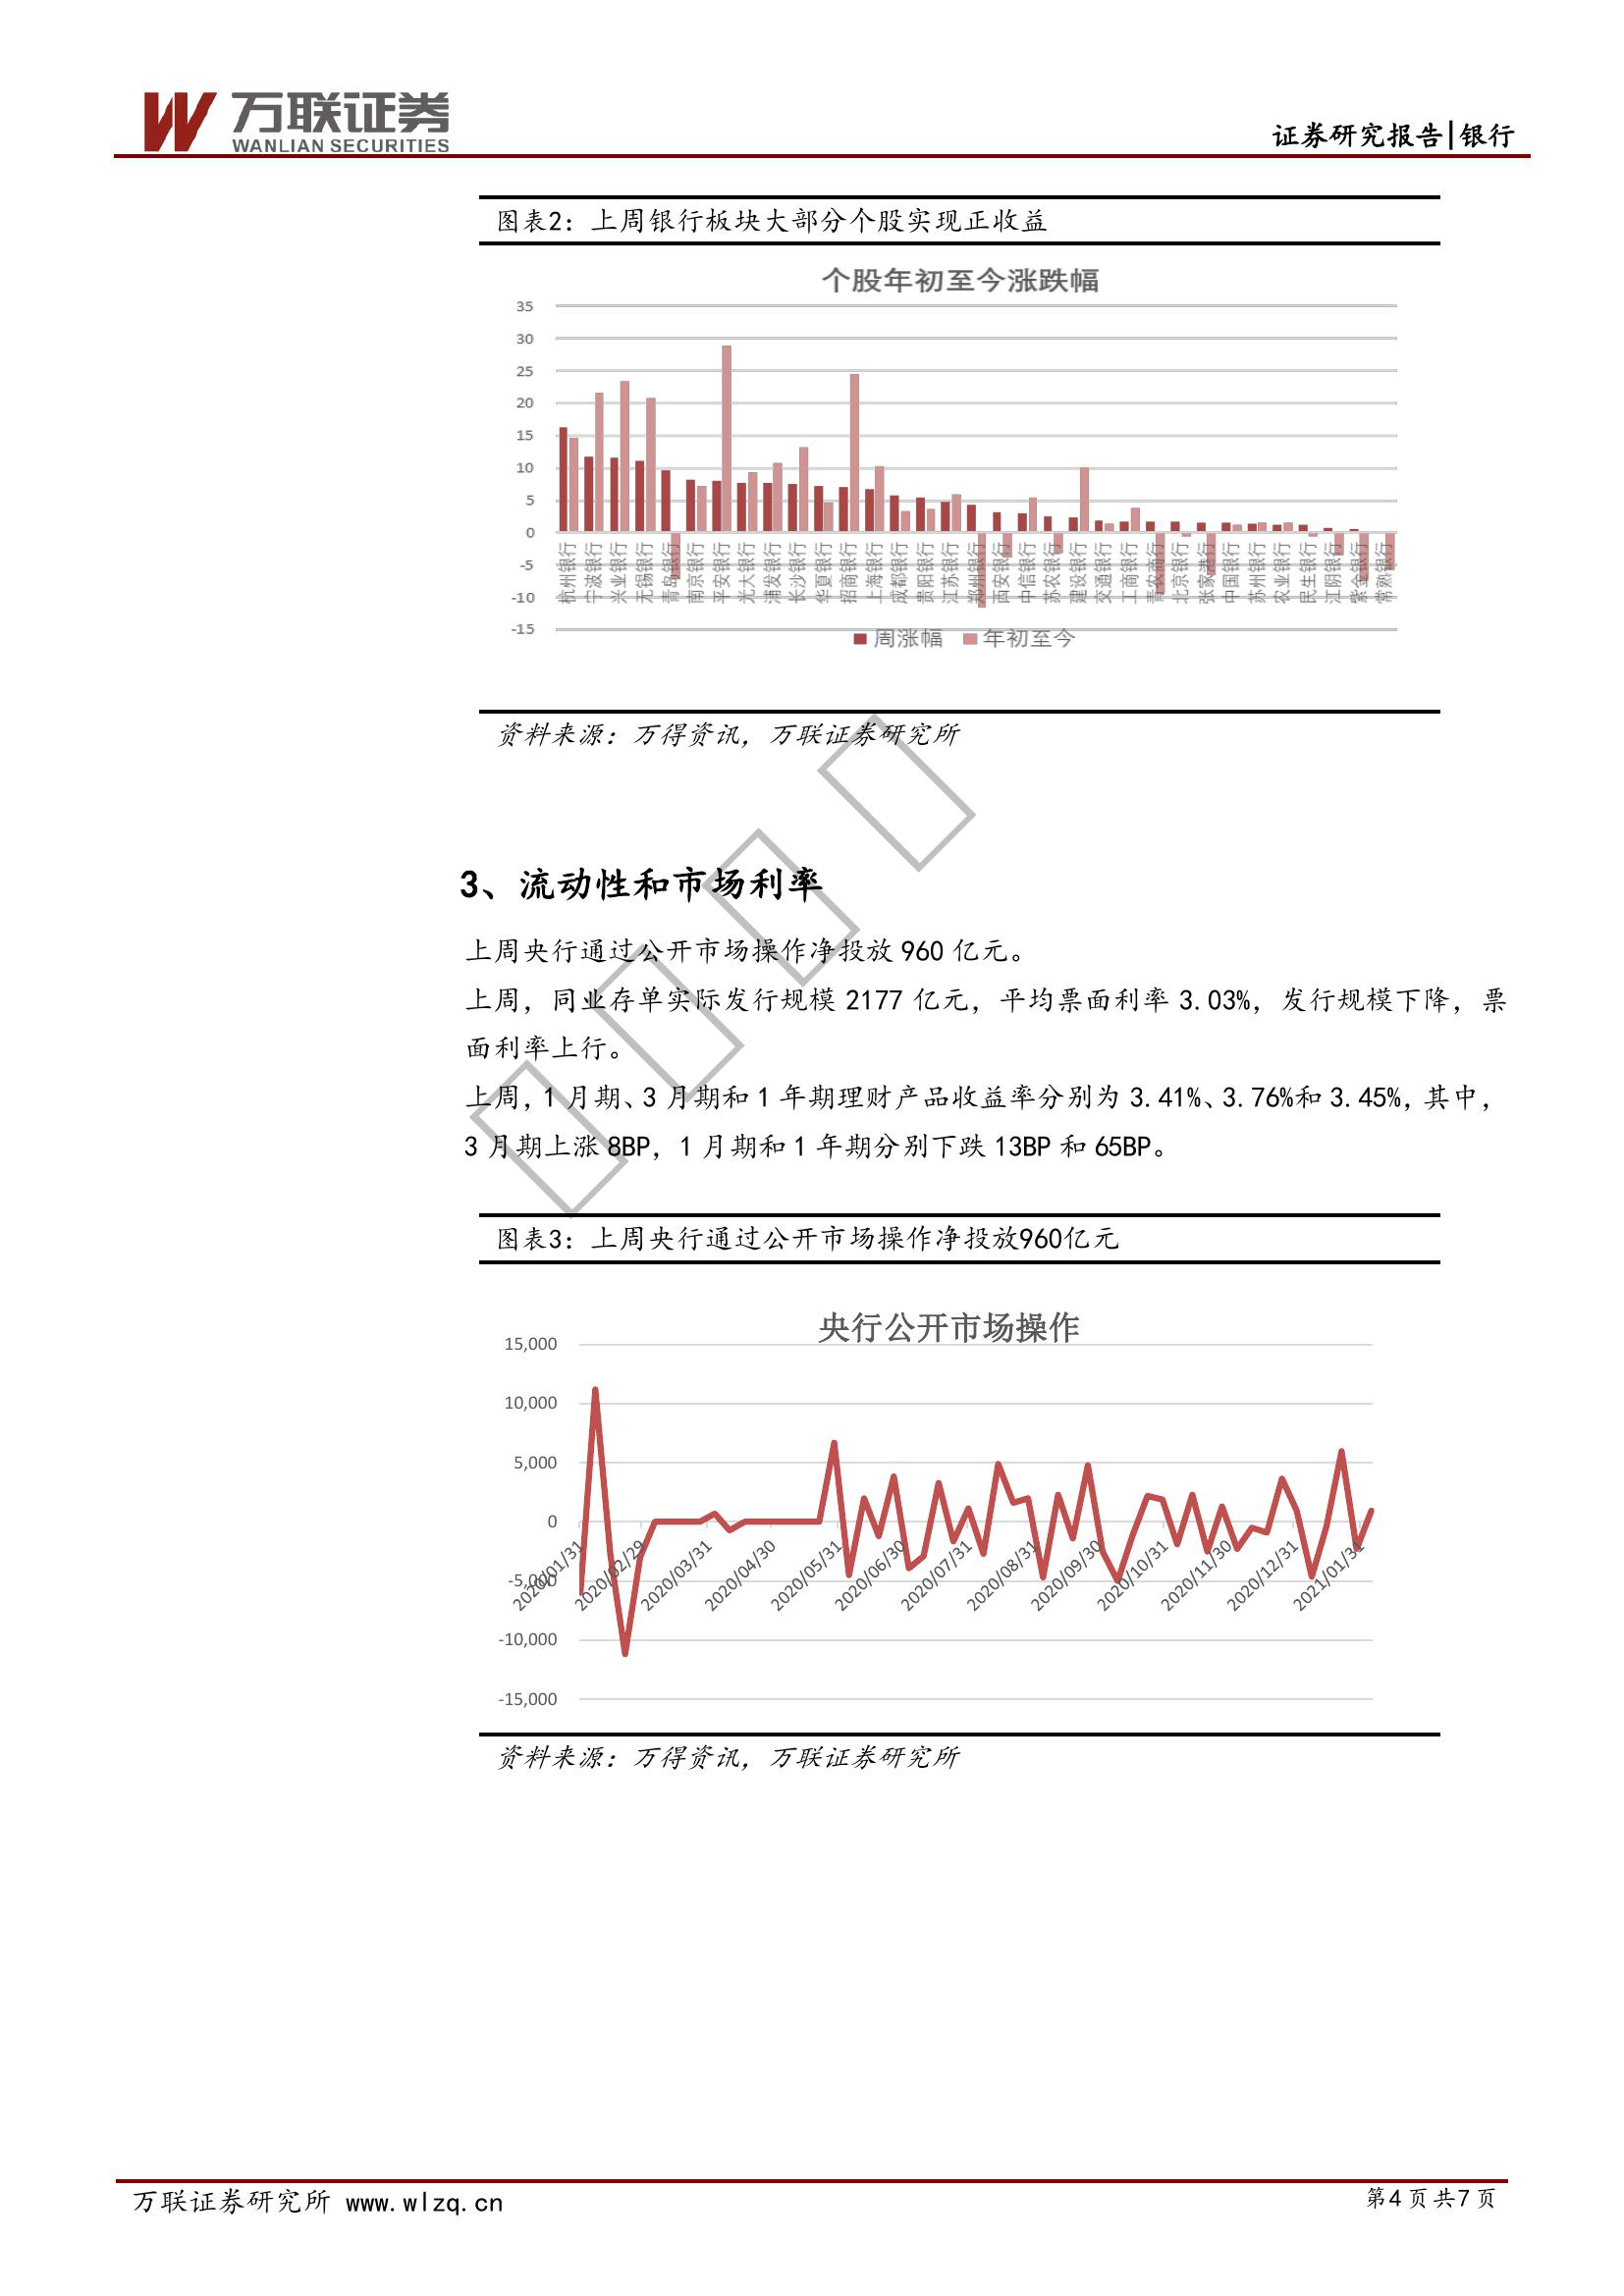 万联证券
WANLIAN SECURITIES
证券研究报告|银行
图表2：上周银行板块大部分个股实现正收益
个股年初至今涨跌幅
35
30
25
20
15
10
5
0
-5
-10
-15
杭州银行
宁波银行
兴业银行
无锡银行
青岛银行
南京银行
平安银行
光大银行
浦发银行
长沙银行
华夏银行
招商银行
上海银行
成都银行
贵阳银行
江苏银行
郑州银行
西安银行
中信银行
苏农银行
建设银行
交通银行
工商银行
青农商行
北京银行
张家港行
中国银行
苏州银行
农业银行
民生银行
江阴银行
紫金银行
常熟银行
周涨幅 年初至今
资料来源：万得资讯，万联证券研究所
3、流动性和市场利率
上周央行通过公开市场操作净投放 960 亿元。
上周，同业存单实际发行规模 2177 亿元，平均票面利率 3.03%，发行规模下降，票
面利率上行。
上周，1 月期、3 月期和 1 年期理财产品收益率分别为 3.41%、3.76%和 3.45%，其中，
3 月期上涨 8BP，1 月期和 1 年期分别下跌 13BP 和 65BP。
图表3：上周央行通过公开市场操作净投放960亿元
央行公开市场操作
15,000
10,000
5,000
0
-5,000
-10,000
-15,000
2020/01/31
2020/02/29
2020/03/31
2020/04/30
2020/05/31
2020/06/30
2020/07/31
2020/08/31
2020/09/30
2020/10/31
2020/11/30
2020/12/31
2021/01/31
资料来源：万得资讯，万联证券研究所
万联证券研究所 www.wlzq.cn
第4页共7页